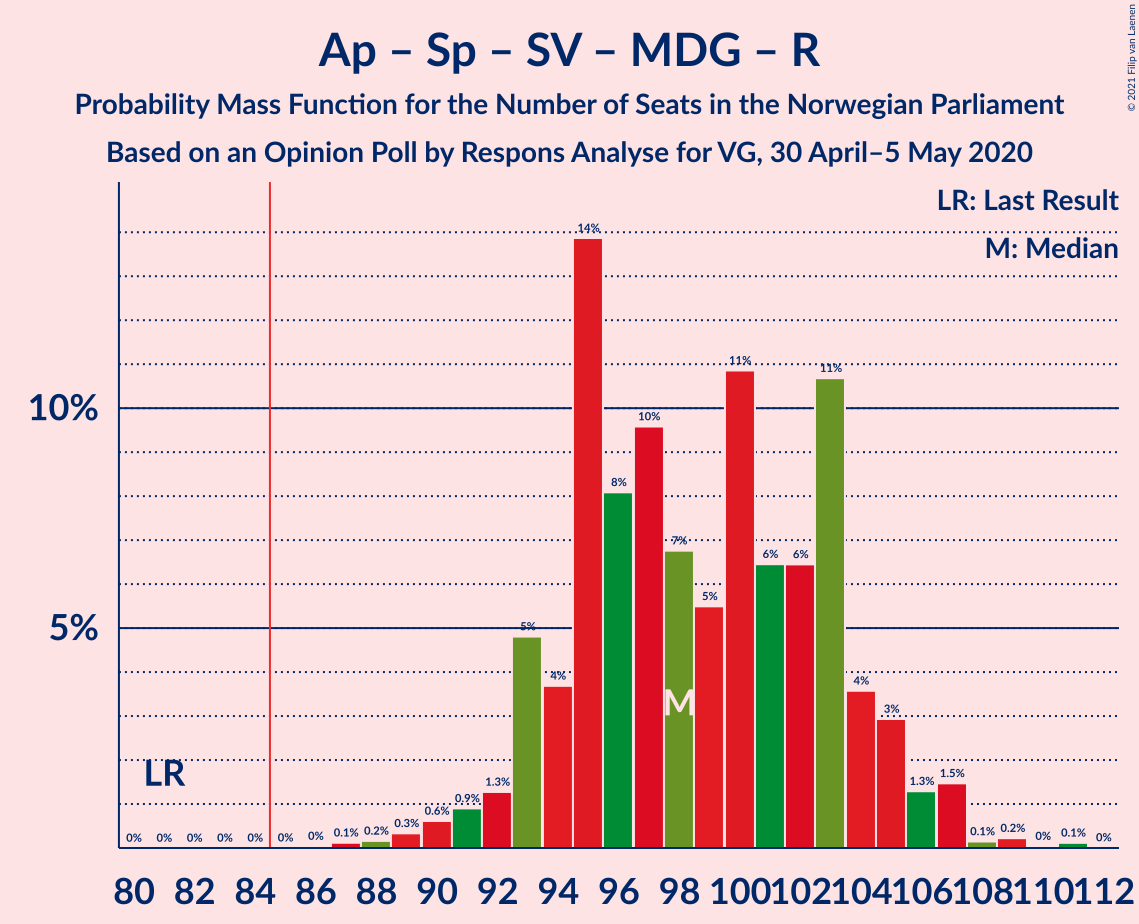 Ap – Sp – SV – MDG – R
Probability Mass Function for the Number of Seats in the Norwegian Parliament
Based on an Opinion Poll by Respons Analyse for VG, 30 April–5 May 2020
© 2021 Filip van Laenen
LR: Last Result
M: Median
14%
11% 11%
10%
10%
8%
7%
6% 6%
5%
5%
5%
4% 4%
3%
M
LR
0% 0% 0% 0% 0% 0% 0% 0.1% 0.2% 0.3% 0.6% 0.9% 1.3% 1.3% 1.5% 0.1% 0.2% 0% 0.1% 0%
80 82 84 86 88 90 92 94 96 98 100 102 104 106 108 110 112